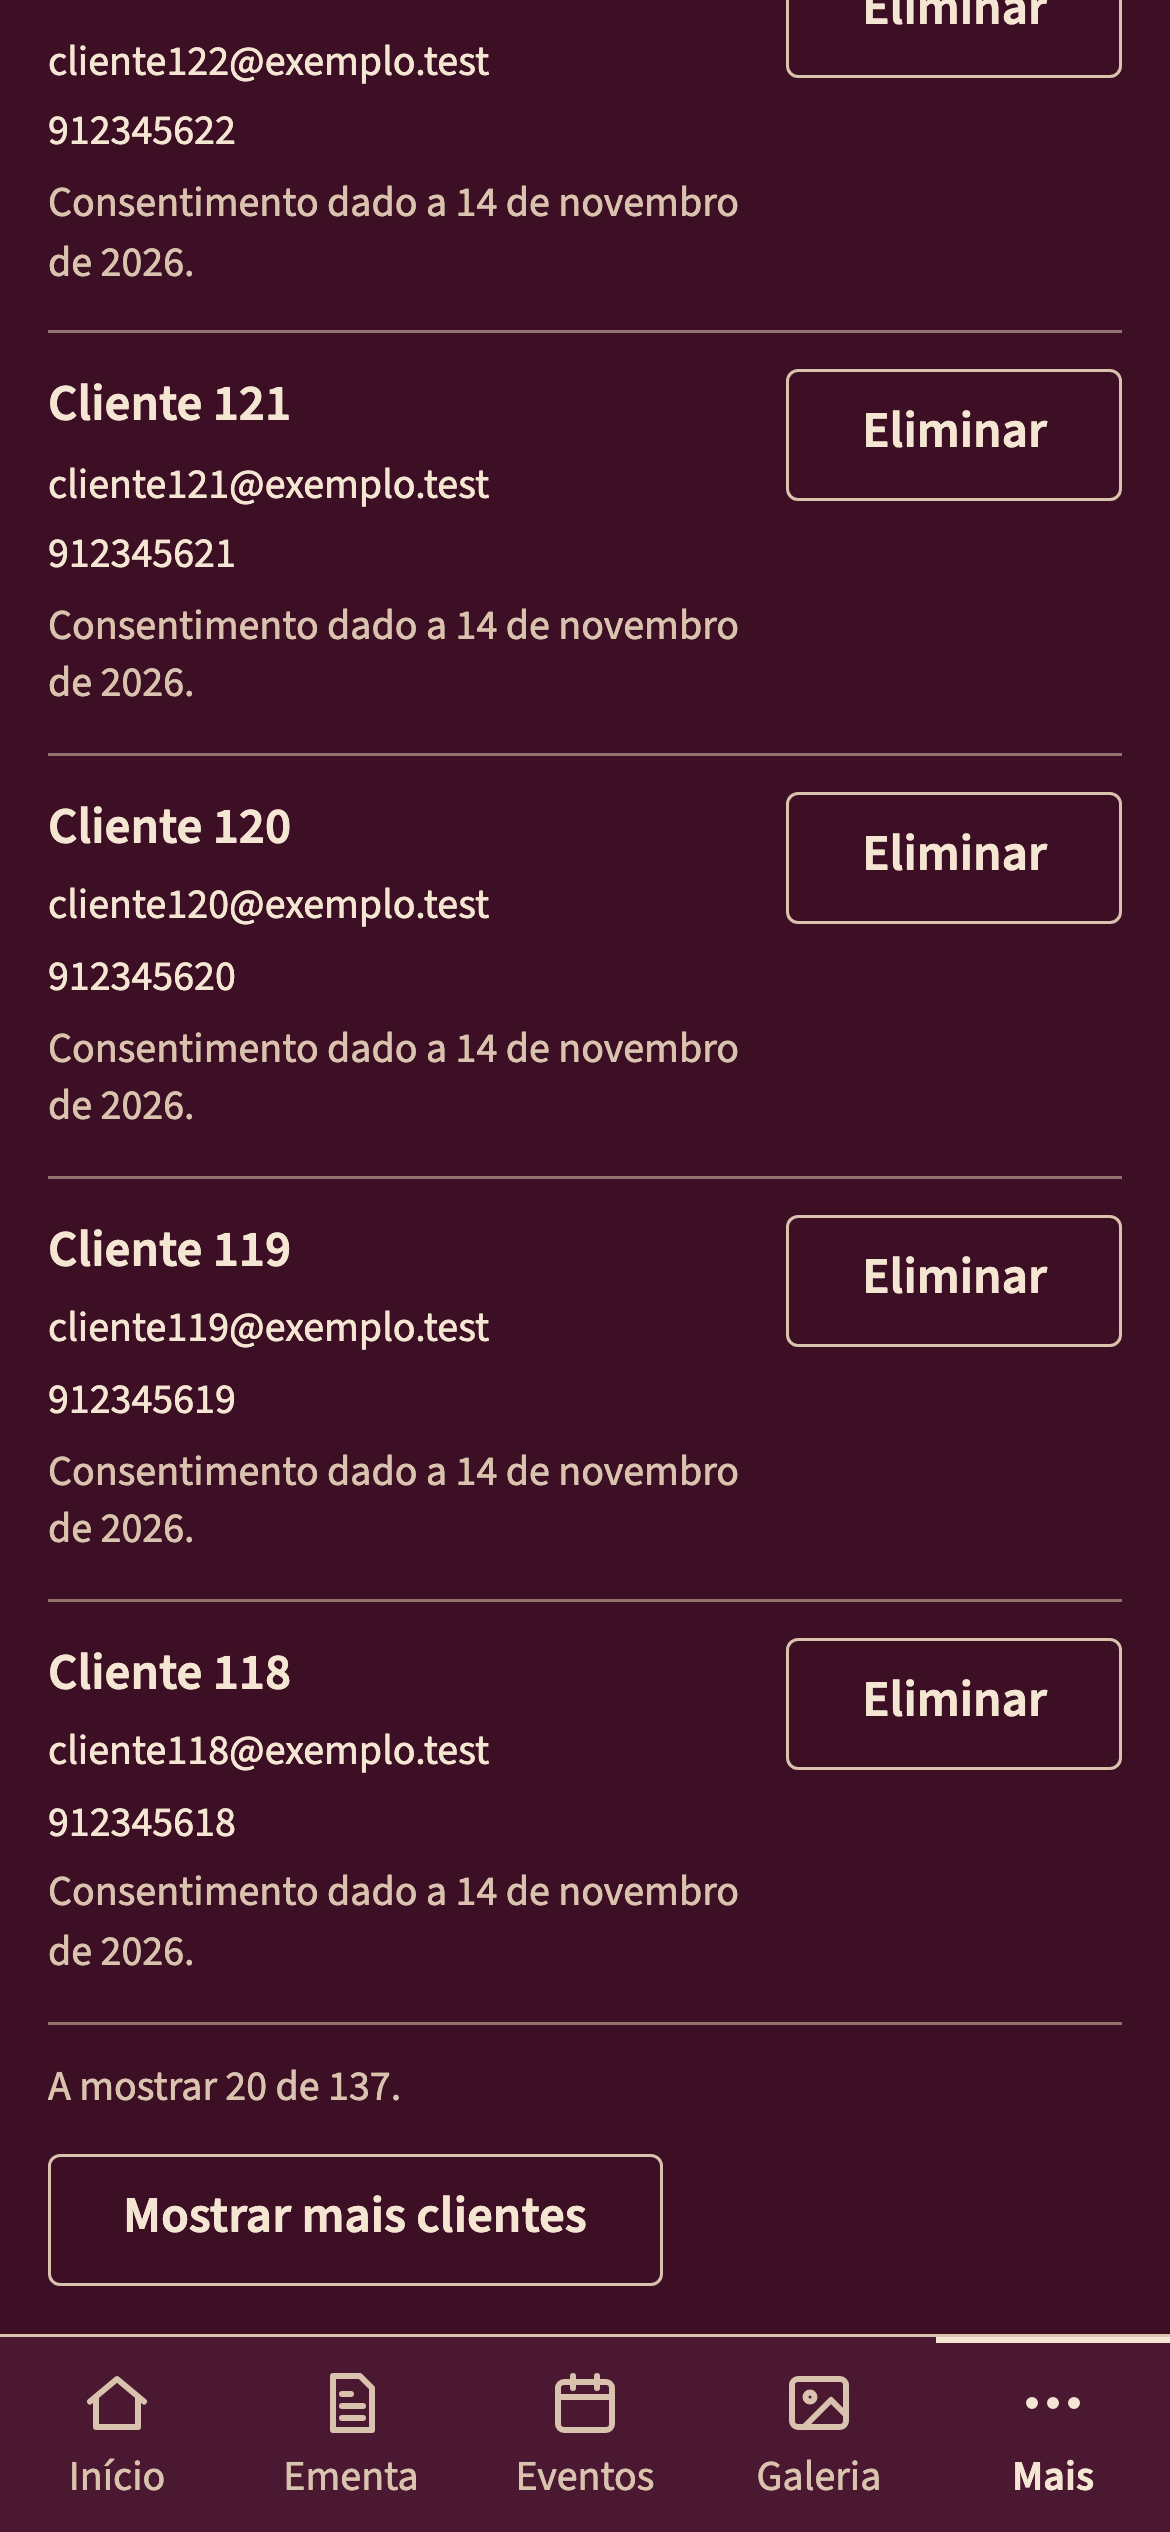 Eliminar
cliente122@exemplo.test
912345622
Consentimento dado a 14 de novembro
de 2026.
Cliente 121
Eliminar
cliente121@exemplo.test
912345621
Consentimento dado a 14 de novembro
de 2026.
Cliente 120
Eliminar
cliente120@exemplo.test
912345620
Consentimento dado a 14 de novembro
de 2026.
Cliente 119
Eliminar
cliente119@exemplo.test
912345619
Consentimento dado a 14 de novembro
de 2026.
Cliente 118
Eliminar
cliente118@exemplo.test
912345618
Consentimento dado a 14 de novembro
de 2026.
A mostrar 20 de 137.
Mostrar mais clientes
Início
Ementa
Eventos
Galeria
Mais